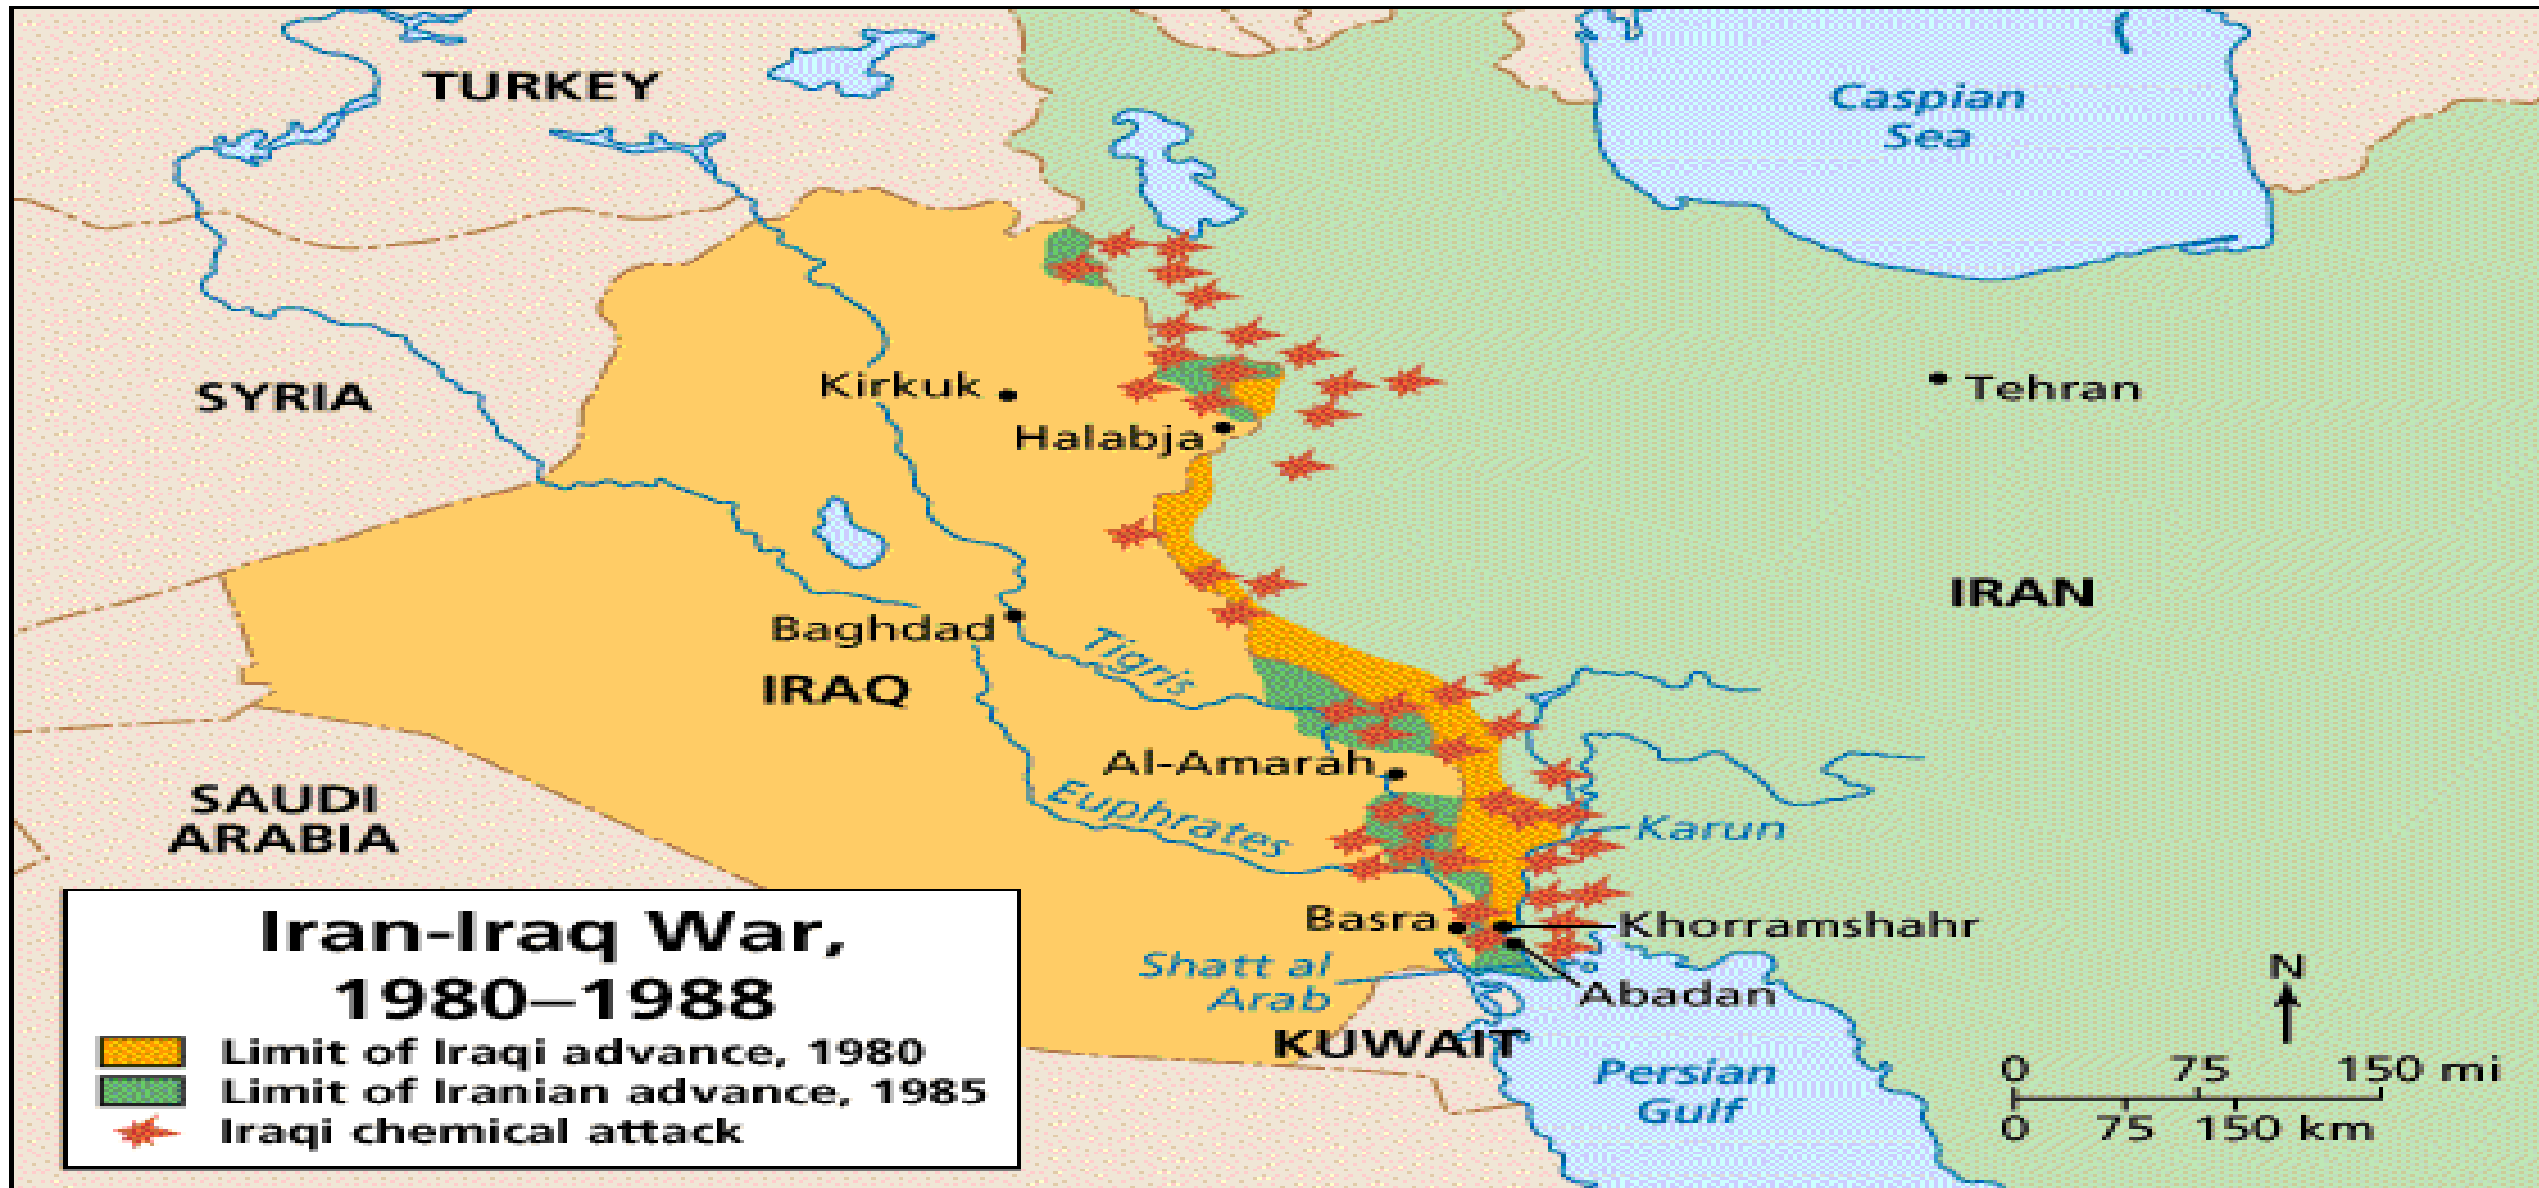 TURKEY
Caspian
Sea
SYRIA
Kirkuk
Tehran
Halabja
IRAN
Baghdad
Tigris
IRAQ
Al-Amarah
SAUDI
ARABIA
Euphrates
Karun
Basra
Khorramshahr
Shatt al
Arab
Abadan
KUWAIT
Persian
Gulf
N
0 75 150 mi
0 75 150 km
Iran-Iraq War,
1980–1988
Limit of Iraqi advance, 1980
Limit of Iranian advance, 1985
Iraqi chemical attack